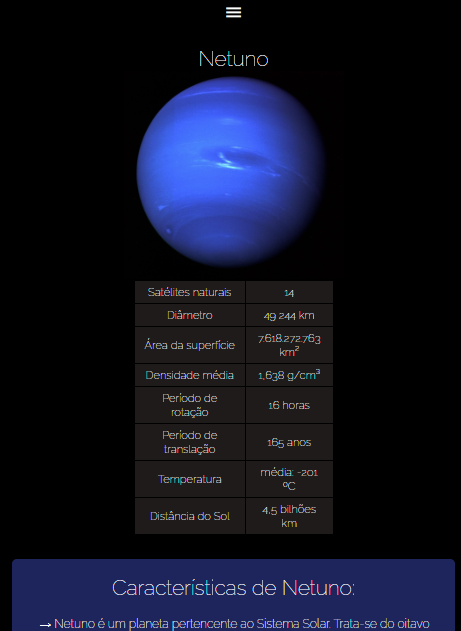 Netuno
Satélites naturais 14
Diâmetro 49 244 km
Área da superfície 7.618.272.763
km²
Densidade média 1,638 g/cm³
Período de
rotação 16 horas
Período de
translação 165 anos
Temperatura média: -201
ºC
Distância do Sol 4,5 bilhões
km
Características de Netuno:
→ Netuno é um planeta pertencente ao Sistema Solar. Trata-se do oitavo